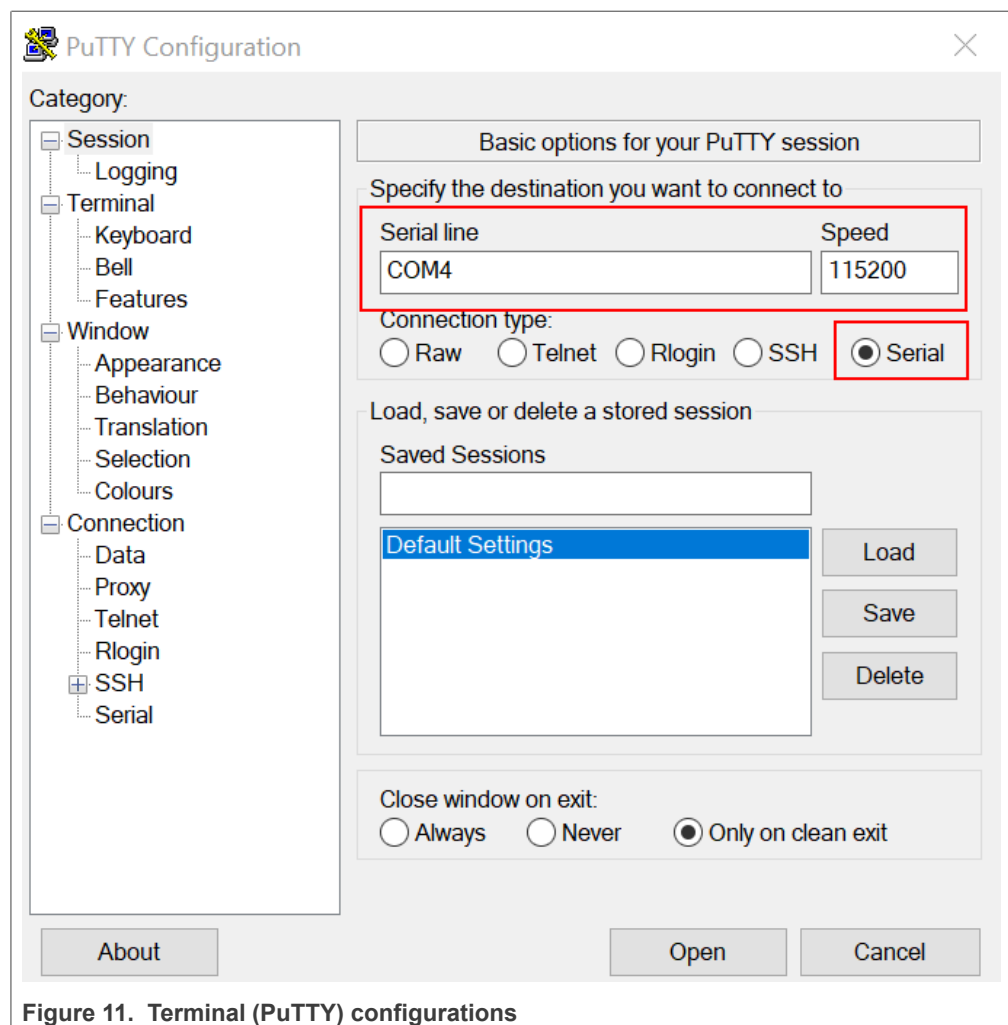 PuTTY Configuration
Category:
Session
Logging
Terminal
Keyboard
Bell
Features
Window
Appearance
Behaviour
Translation
Selection
Colours
Connection
Data
Proxy
Telnet
Rlogin
SSH
Serial
Basic options for your PuTTY session
Specify the destination you want to connect to
Serial line Speed
COM4 115200
Connection type:
Raw Telnet Rlogin SSH Serial
Load, save or delete a stored session
Saved Sessions
Default Settings
Load
Save
Delete
Close window on exit:
Always Never Only on clean exit
About Open Cancel
Figure 11. Terminal (PuTTY) configurations